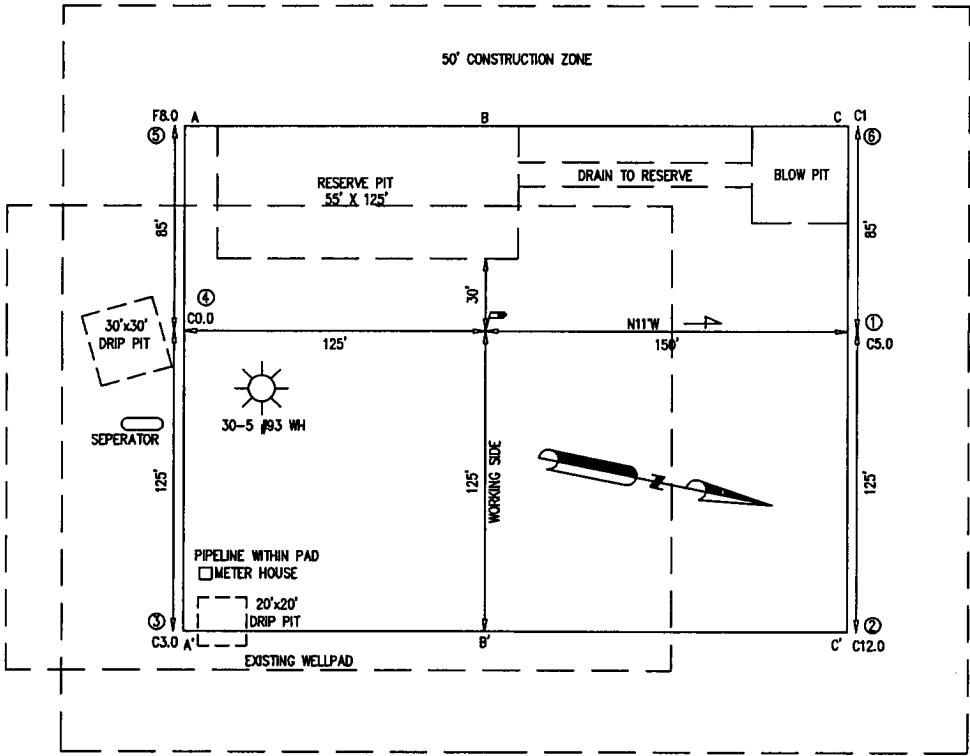 50' CONSTRUCTION ZONE
F8.0 A B C C1
⑤ ⑥
RESERVE PIT
55' X 125'
DRAIN TO RESERVE
BLOW PIT
85'
85'
30'
④
C0.0
30'x30'
DRIP PIT
N11°W
①
C5.0
125'
150'
30-5 #93 WH
SEPERATOR
125'
125'
WORKING SIDE
N
125'
PIPELINE WITHIN PAD
METER HOUSE
20'x20'
DRIP PIT
③
②
C3.0 A' B' C' C12.0
EXISTING WELLPAD